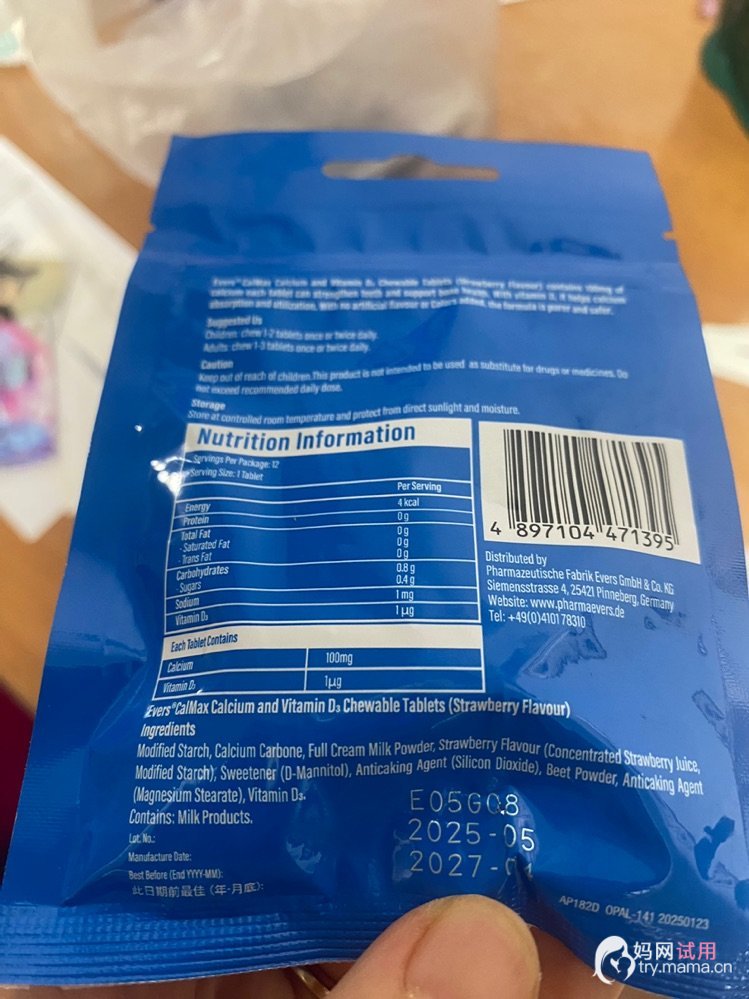 Evers® CalMax Calcium and Vitamin D₃ Chewable Tablets (Strawberry Flavour) contains 100mg of
calcium each tablet can strengthen teeth and support bone health. With vitamin D, it helps calcium
absorption and utilization. With no artificial flavour or colors added, the formula is purer and safer.
Suggested Us
Children: chew 1-2 tablets once or twice daily.
Adults: chew 1-3 tablets once or twice daily.
Caution
Keep out of reach of children. This product is not intended to be used as substitute for drugs or medicines. Do
not exceed recommended daily dose.
Storage
Store at controlled room temperature and protect from direct sunlight and moisture.
Nutrition Information
Servings Per Package: 12
Serving Size: 1 Tablet
Per Serving
Energy 4 kcal
Protein 0 g
Total Fat 0 g
- Saturated Fat 0 g
- Trans Fat 0 g
Carbohydrates 0.8 g
- Sugars 0.4 g
Sodium 1 mg
Vitamin D₃ 1 µg
Each Tablet Contains
Calcium 100mg
Vitamin D₃ 1µg
4 897104 471395
Distributed by
Pharmazeutische Fabrik Evers GmbH & Co. KG
Siemensstrasse 4, 25421 Pinneberg, Germany
Website: www.pharmaevers.de
Tel: +49(0)410178310
Evers®CalMax Calcium and Vitamin D₃ Chewable Tablets (Strawberry Flavour)
Ingredients
Modified Starch, Calcium Carbone, Full Cream Milk Powder, Strawberry Flavour (Concentrated Strawberry Juice,
Modified Starch), Sweetener (D-Mannitol), Anticaking Agent (Silicon Dioxide), Beet Powder, Anticaking Agent
(Magnesium Stearate), Vitamin D₃.
Contains: Milk Products.
Lot. No.: E05G08
Manufacture Date: 2025-05
Best Before (End YYYY-MM): 2027-
此日期前最佳 (年-月底):
AP182D OPAL-141 20250123
妈网试用
try.mama.cn